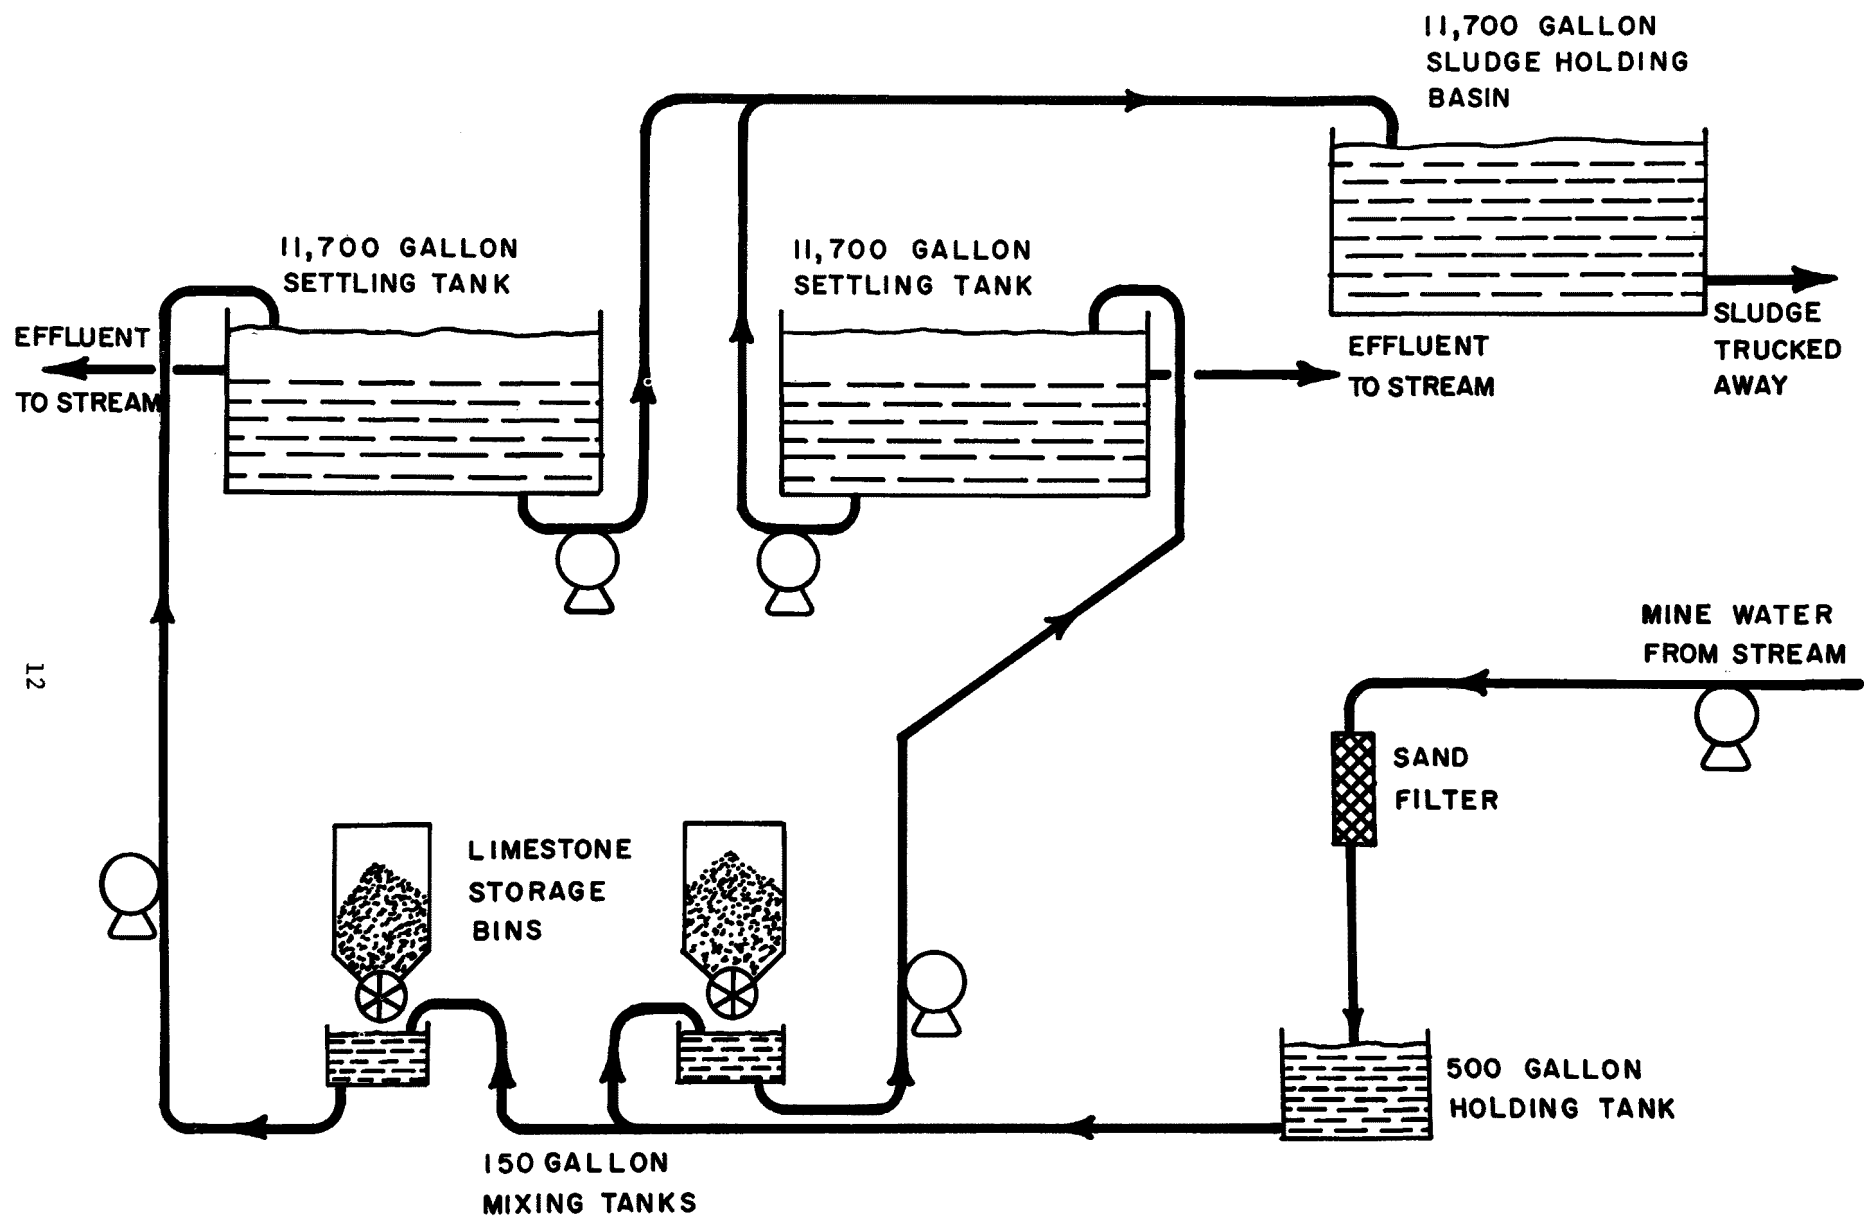 11,700 GALLON
SLUDGE HOLDING
BASIN
11,700 GALLON
SETTLING TANK
11,700 GALLON
SETTLING TANK
EFFLUENT
TO STREAM
EFFLUENT
TO STREAM
SLUDGE
TRUCKED
AWAY
MINE WATER
FROM STREAM
12
SAND
FILTER
LIMESTONE
STORAGE
BINS
500 GALLON
HOLDING TANK
150 GALLON
MIXING TANKS